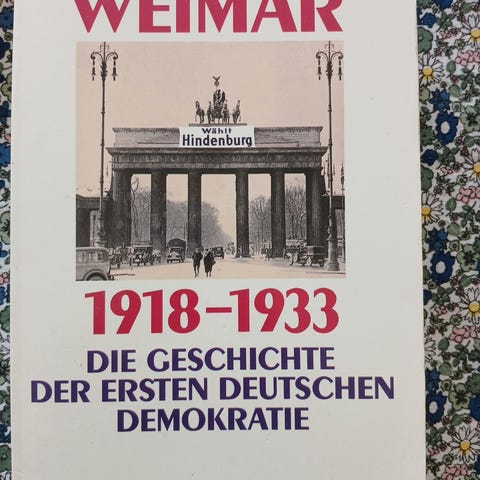 WEIMAR
Wählt
Hindenburg
1918–1933
DIE GESCHICHTE
DER ERSTEN DEUTSCHEN
DEMOKRATIE